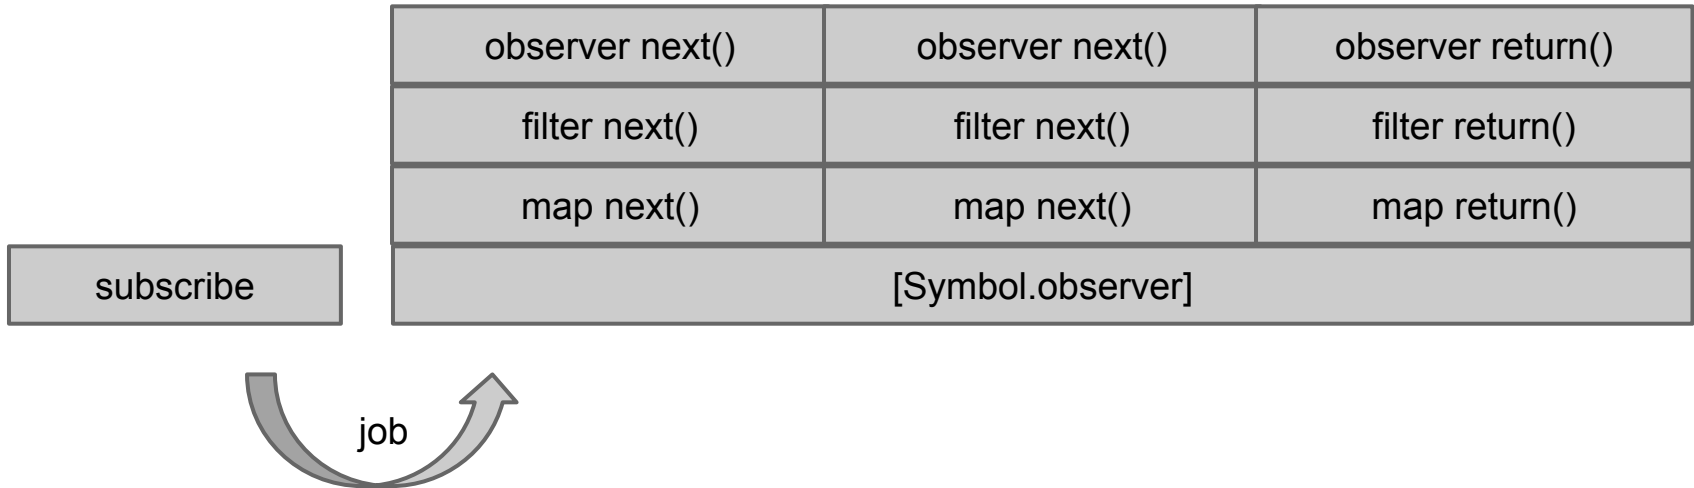 observer next() observer next() observer return()
filter next() filter next() filter return()
map next() map next() map return()
subscribe [Symbol.observer]
job